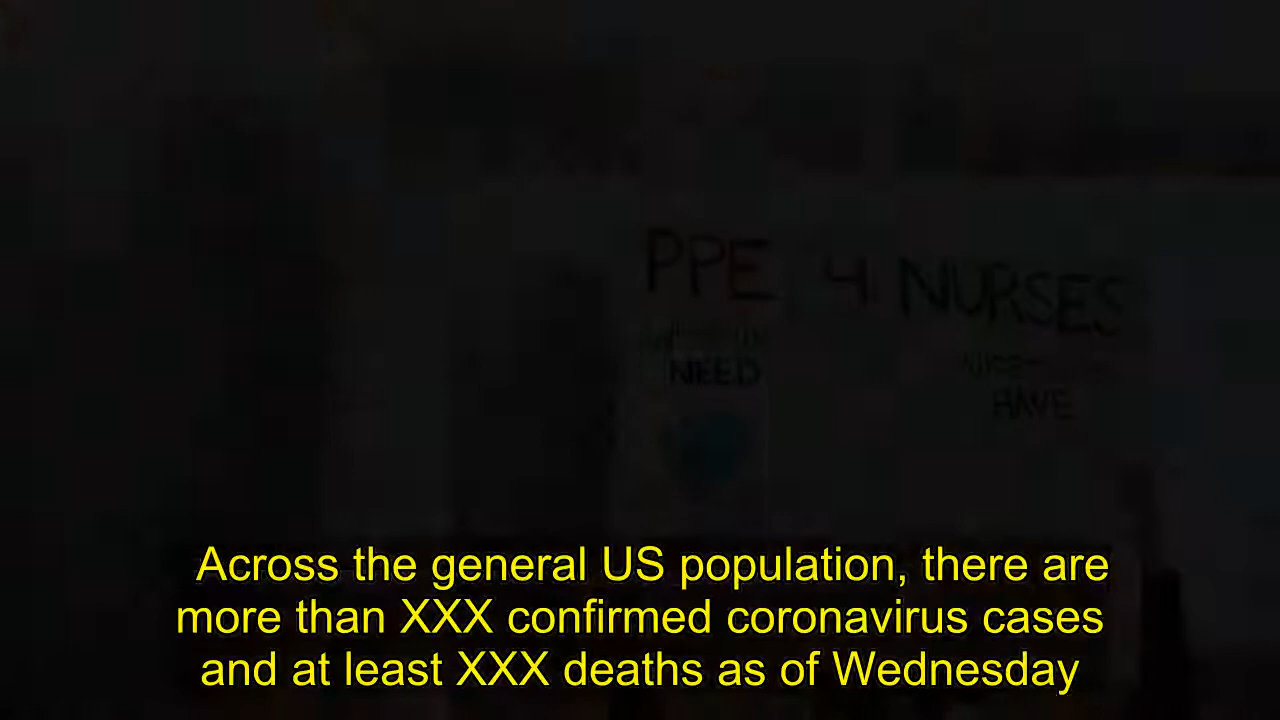 PPE 4 NURSES
NEED
HAVE
Across the general US population, there are
more than XXX confirmed coronavirus cases
and at least XXX deaths as of Wednesday